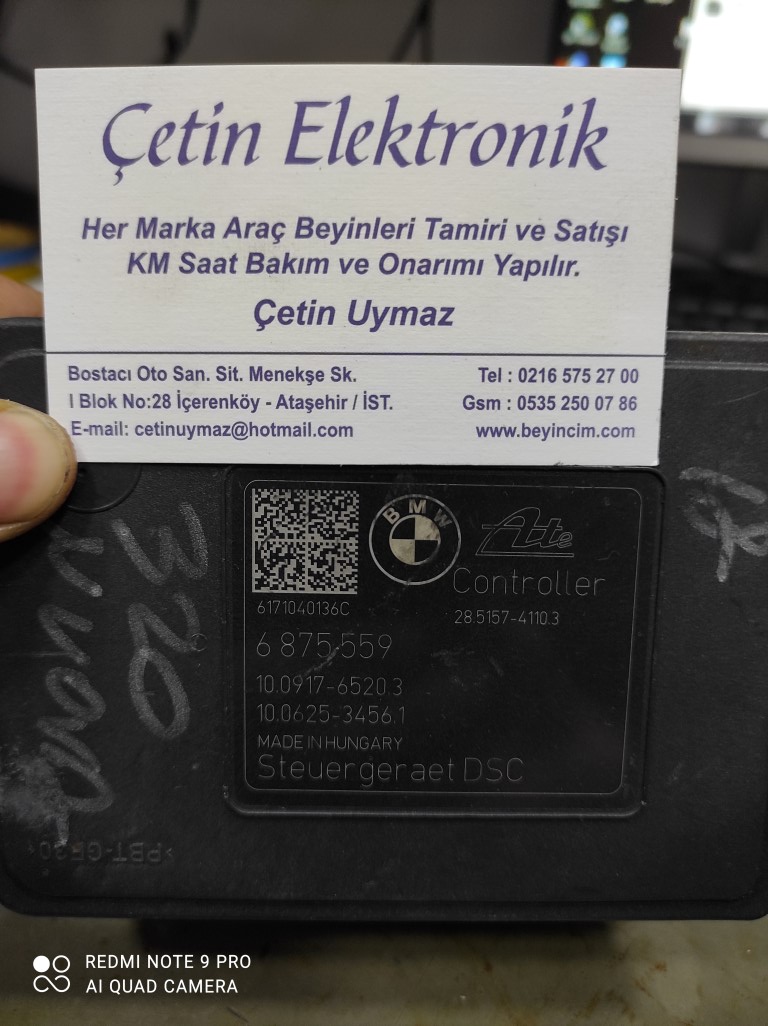 Çetin Elektronik
Her Marka Araç Beyinleri Tamiri ve Satışı
KM Saat Bakım ve Onarımı Yapılır.
Çetin Uymaz
Bostacı Oto San. Sit. Menekşe Sk.
I Blok No:28 İçerenköy - Ataşehir / İST.
E-mail: cetinuymaz@hotmail.com
Tel : 0216 575 27 00
Gsm : 0535 250 07 86
www.beyincim.com
BMW
Ate
Controller
6171040136C
28.5157-4110.3
6 875 559
10.0917-6520.3
10.0625-3456.1
MADE IN HUNGARY
Steuergeraet DSC
320
>PBT-GF30<
REDMI NOTE 9 PRO
AI QUAD CAMERA